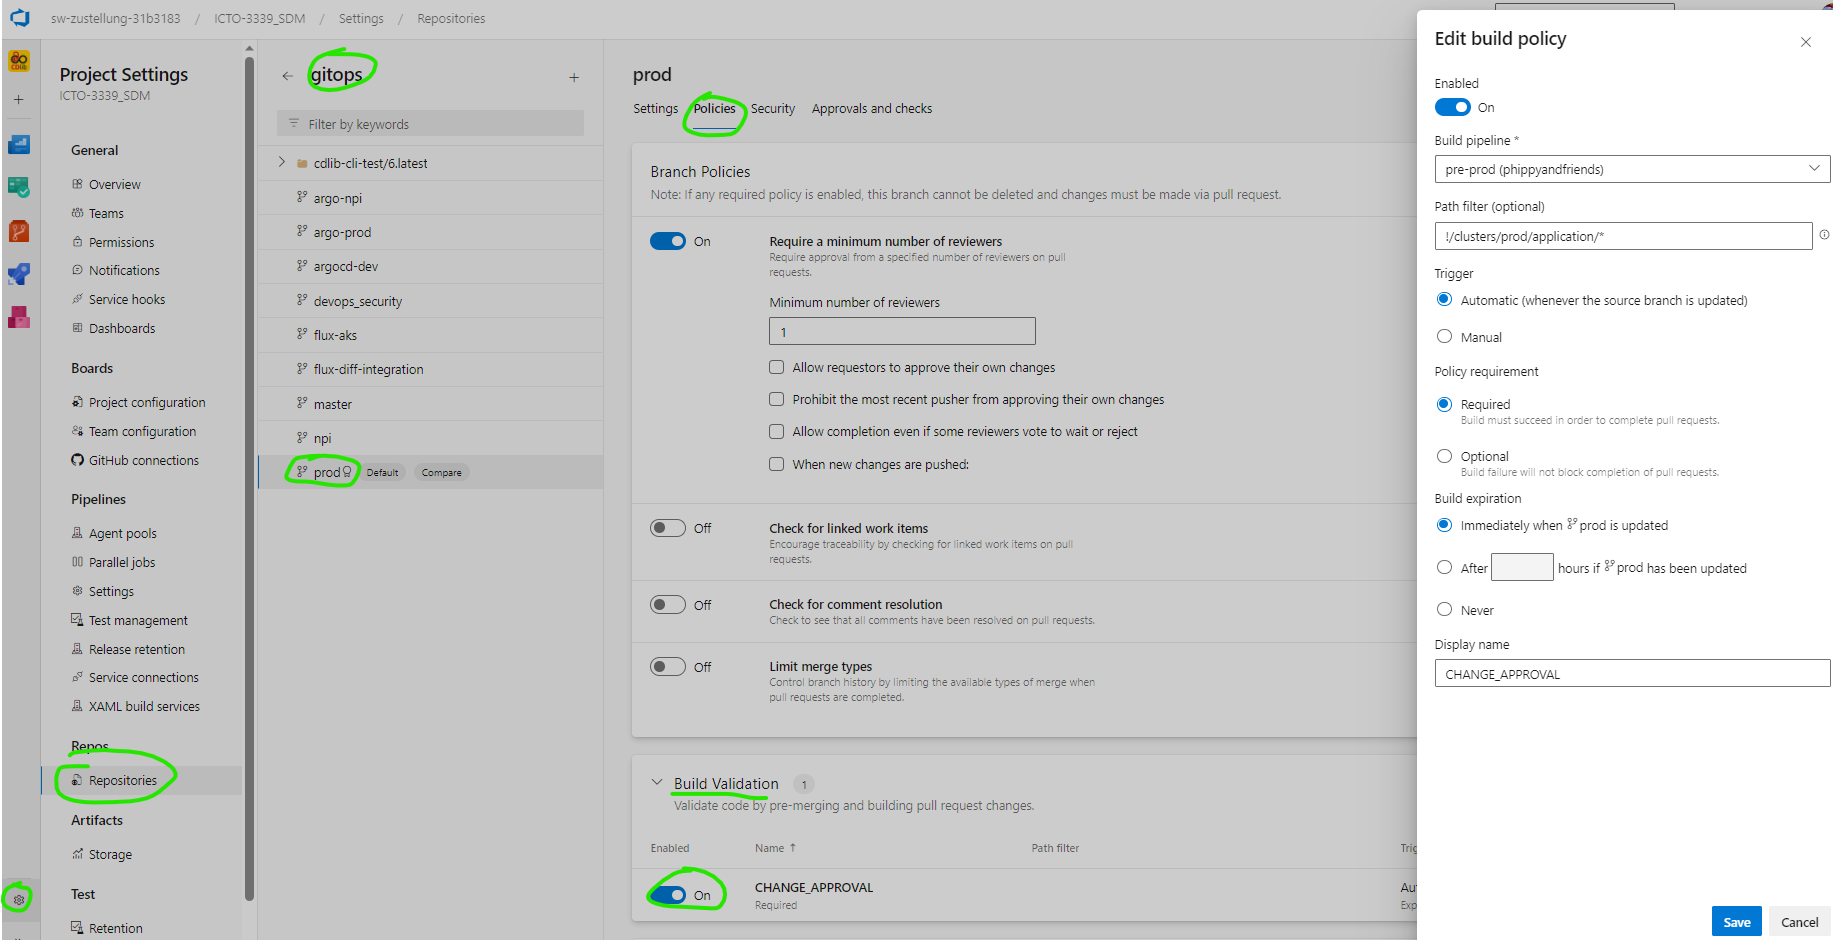 sw-zustellung-31b3183 / ICTO-3339_SDM / Settings / Repositories
Project Settings
ICTO-3339_SDM
General
Overview
Teams
Permissions
Notifications
Service hooks
Dashboards
Boards
Project configuration
Team configuration
GitHub connections
Pipelines
Agent pools
Parallel jobs
Settings
Test management
Release retention
Service connections
XAML build services
Repos
Repositories
Artifacts
Storage
Test
Retention
gitops
Filter by keywords
cdlib-cli-test/6.latest
argo-npi
argo-prod
argocd-dev
devops_security
flux-aks
flux-diff-integration
master
npi
prod Default Compare
prod
Settings Policies Security Approvals and checks
Branch Policies
Note: If any required policy is enabled, this branch cannot be deleted and changes must be made via pull request.
On
Require a minimum number of reviewers
Require approval from a specified number of reviewers on pull
requests.
Minimum number of reviewers
1
Allow requestors to approve their own changes
Prohibit the most recent pusher from approving their own changes
Allow completion even if some reviewers vote to wait or reject
When new changes are pushed:
Off
Check for linked work items
Encourage traceability by checking for linked work items on pull
requests.
Off
Check for comment resolution
Check to see that all comments have been resolved on pull requests.
Off
Limit merge types
Control branch history by limiting the available types of merge when
pull requests are completed.
Build Validation 1
Validate code by pre-merging and building pull request changes.
Enabled Name ↑ Path filter Trig
On CHANGE_APPROVAL Au
Required Exp
Edit build policy
Enabled
On
Build pipeline *
pre-prod (phippyandfriends)
Path filter (optional)
!/clusters/prod/application/*
Trigger
Automatic (whenever the source branch is updated)
Manual
Policy requirement
Required
Build must succeed in order to complete pull requests.
Optional
Build failure will not block completion of pull requests.
Build expiration
Immediately when prod is updated
After hours if prod has been updated
Never
Display name
CHANGE_APPROVAL
Save Cancel